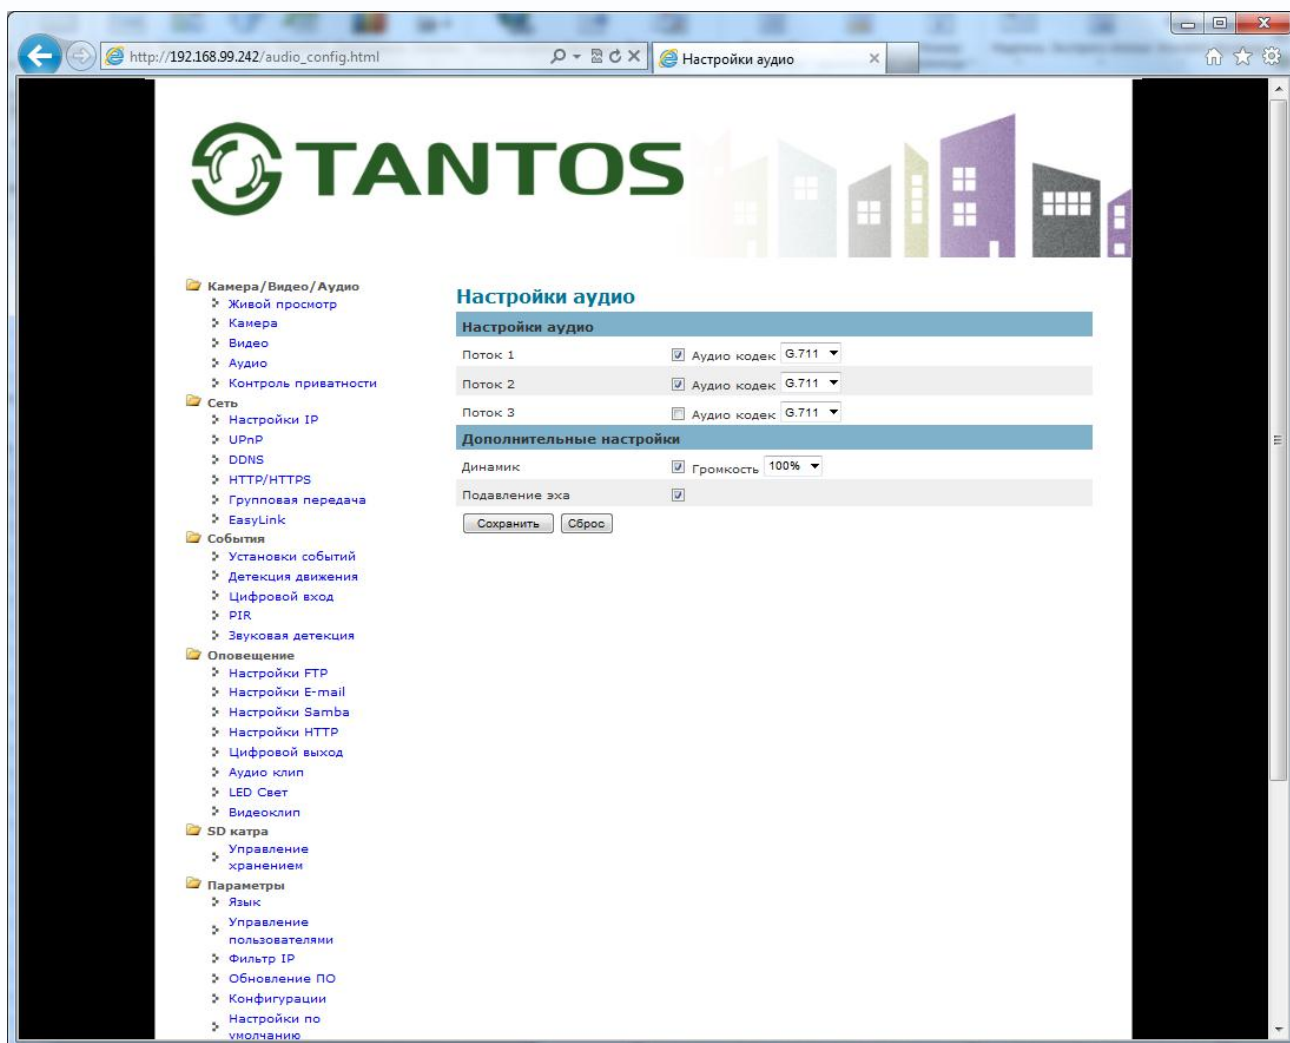 http://192.168.99.242/audio_config.html
Настройки аудио
TANTOS
Камера/Видео/Аудио
Живой просмотр
Камера
Видео
Аудио
Контроль приватности
Сеть
Настройки IP
UPnP
DDNS
HTTP/HTTPS
Групповая передача
EasyLink
События
Установки событий
Детекция движения
Цифровой вход
PIR
Звуковая детекция
Оповещение
Настройки FTP
Настройки E-mail
Настройки Samba
Настройки HTTP
Цифровой выход
Аудио клип
LED Свет
Видеоклип
SD катра
Управление
хранением
Параметры
Язык
Управление
пользователями
Фильтр IP
Обновление ПО
Конфигурации
Настройки по
умолчанию
Настройки аудио
Настройки аудио
Поток 1 Аудио кодек G.711
Поток 2 Аудио кодек G.711
Поток 3 Аудио кодек G.711
Дополнительные настройки
Динамик Громкость 100%
Подавление эха
Сохранить Сброс